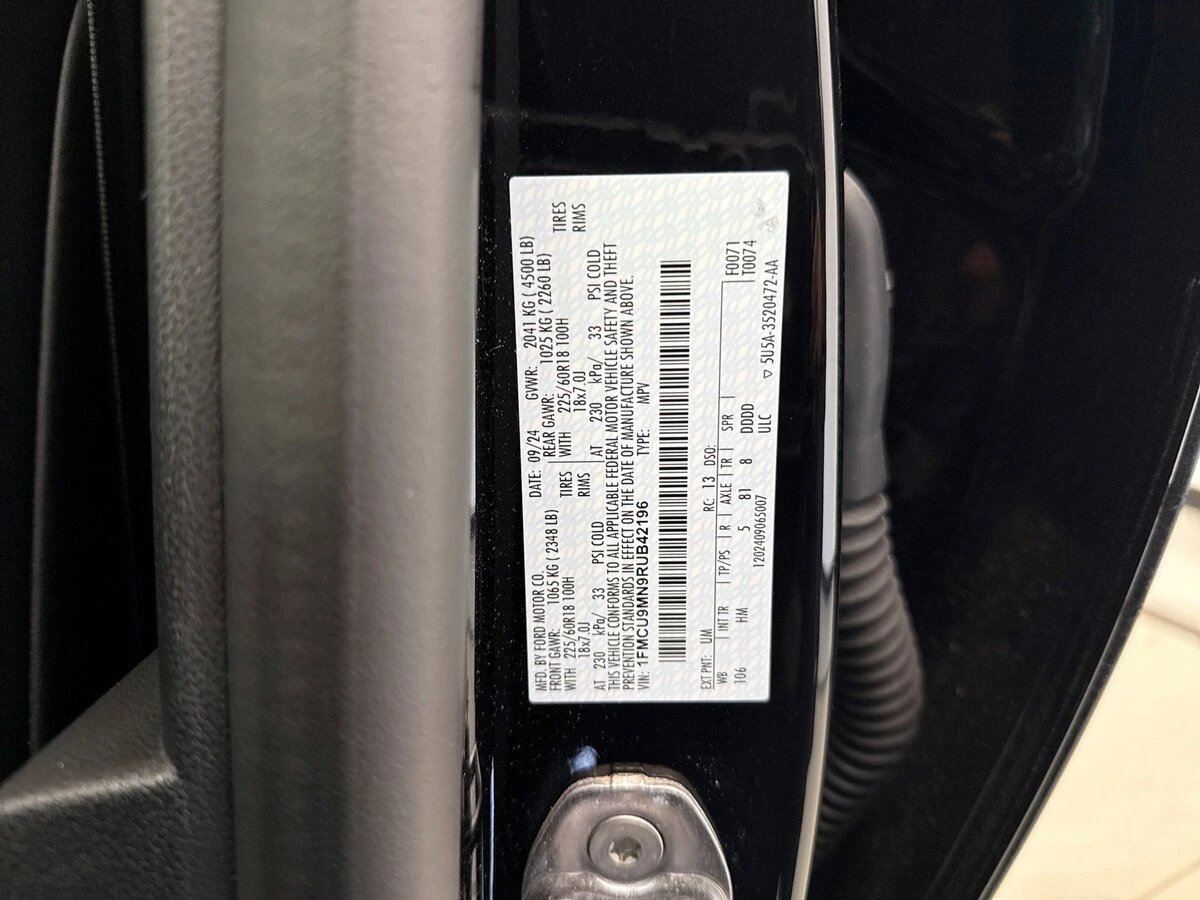 MFD. BY FORD MOTOR CO. DATE: 09/24 GVWR: 2041 KG ( 4500 LB)
FRONT GAWR: 1065 KG ( 2348 LB) REAR GAWR: 1025 KG ( 2260 LB)
WITH 225/60R18 100H TIRES WITH 225/60R18 100H TIRES
18x7.0J RIMS 18x7.0J RIMS
AT 230 kPa/ 33 PSI COLD AT 230 kPa/ 33 PSI COLD
THIS VEHICLE CONFORMS TO ALL APPLICABLE FEDERAL MOTOR VEHICLE SAFETY AND THEFT
PREVENTION STANDARDS IN EFFECT ON THE DATE OF MANUFACTURE SHOWN ABOVE.
VIN: 1FMCU9MN9RUB42196 TYPE: MPV
EXT PNT: UM RC: 13 DSO: F0071
WB INT TR TP/PS R AXLE TR SPR T0074
106 HM 5 81 8 DDDD
1202409065007 ULC ▽ 5U5A-3520472-AA